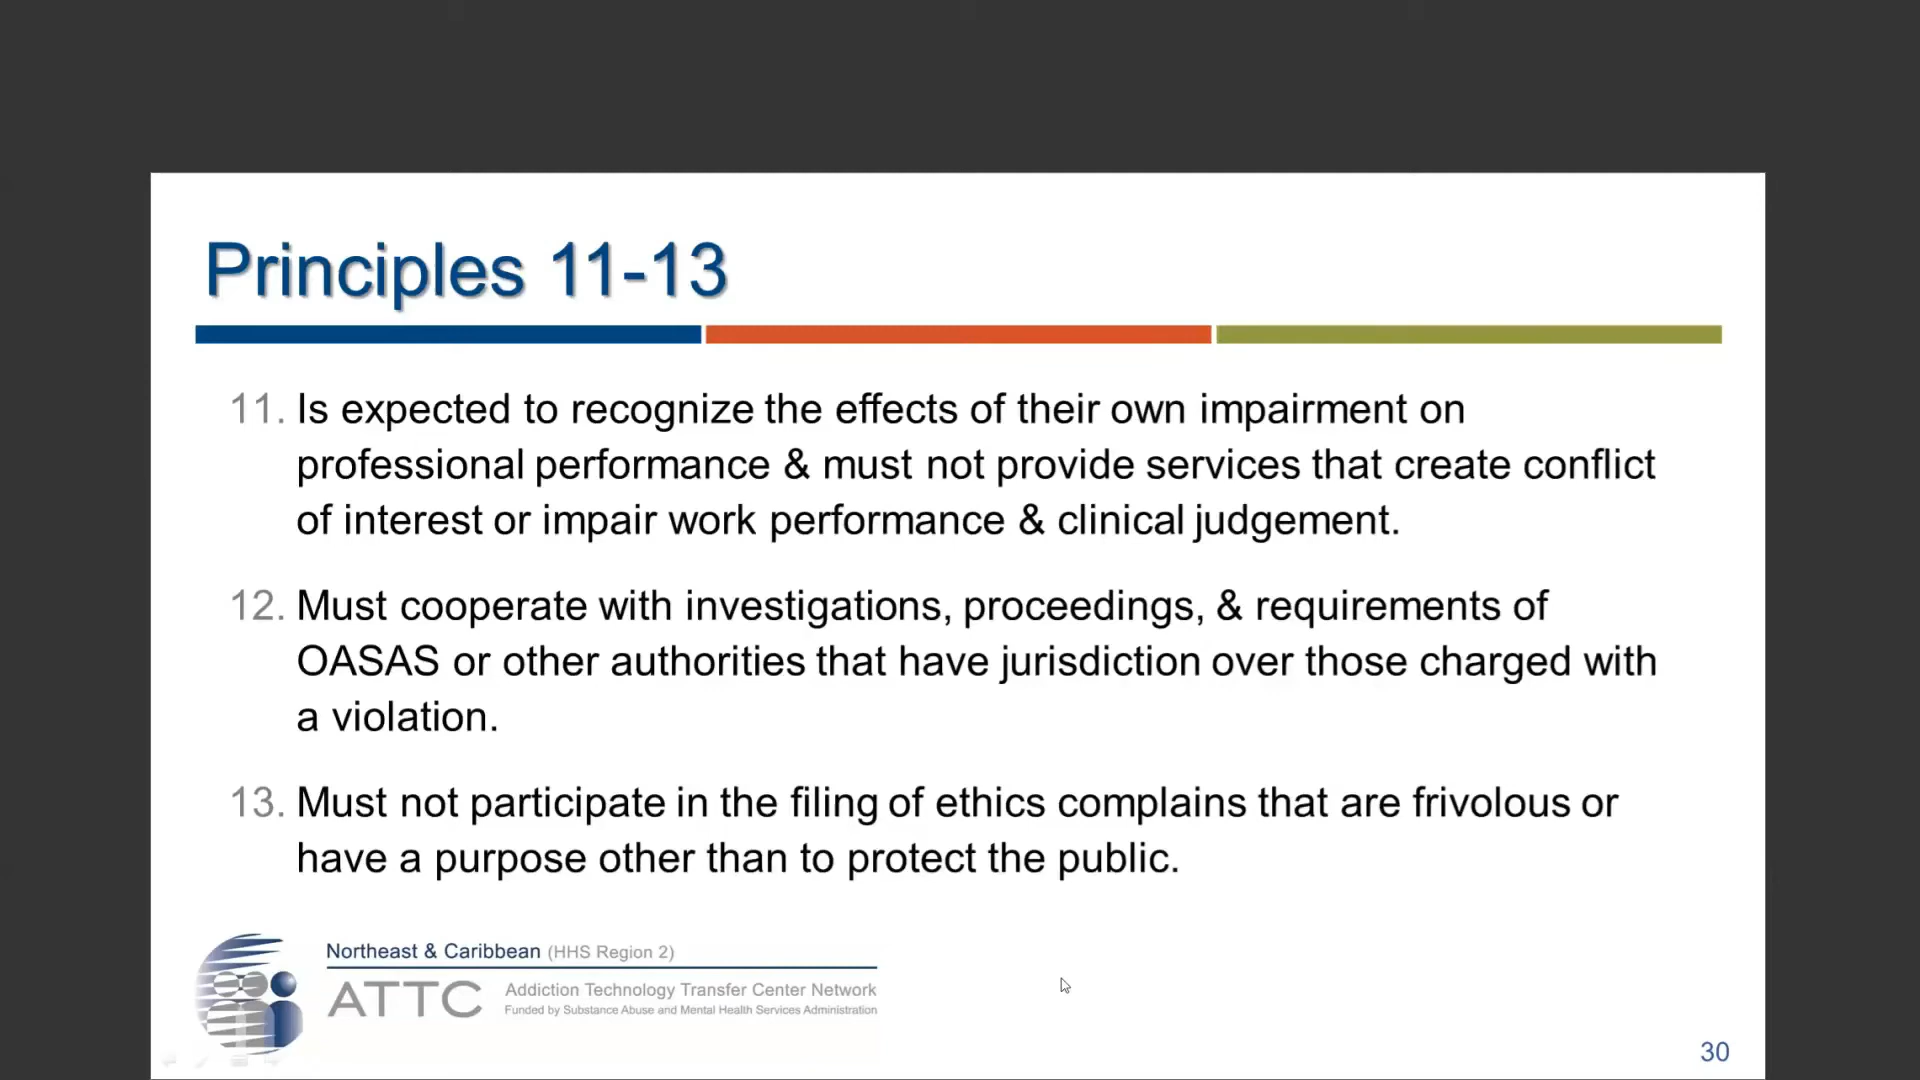 Principles 11-13
11. Is expected to recognize the effects of their own impairment on
professional performance & must not provide services that create conflict
of interest or impair work performance & clinical judgement.
12. Must cooperate with investigations, proceedings, & requirements of
OASAS or other authorities that have jurisdiction over those charged with
a violation.
13. Must not participate in the filing of ethics complains that are frivolous or
have a purpose other than to protect the public.
Northeast & Caribbean (HHS Region 2)
ATTC Addiction Technology Transfer Center Network
Funded by Substance Abuse and Mental Health Services Administration
30